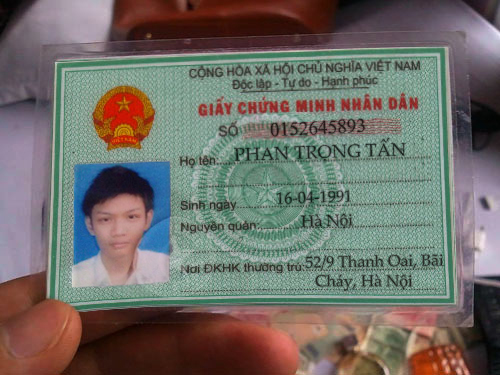 CỘNG HÒA XÃ HỘI CHỦ NGHĨA VIỆT NAM
Độc lập - Tự do - Hạnh phúc
GIẤY CHỨNG MINH NHÂN DÂN
SỐ 0152645893
Họ tên PHAN TRỌNG TẤN
Sinh ngày 16-04-1991
Nguyên quán Hà Nội
Nơi ĐKHK thường trú: 52/9 Thanh Oai, Bãi
Cháy, Hà Nội